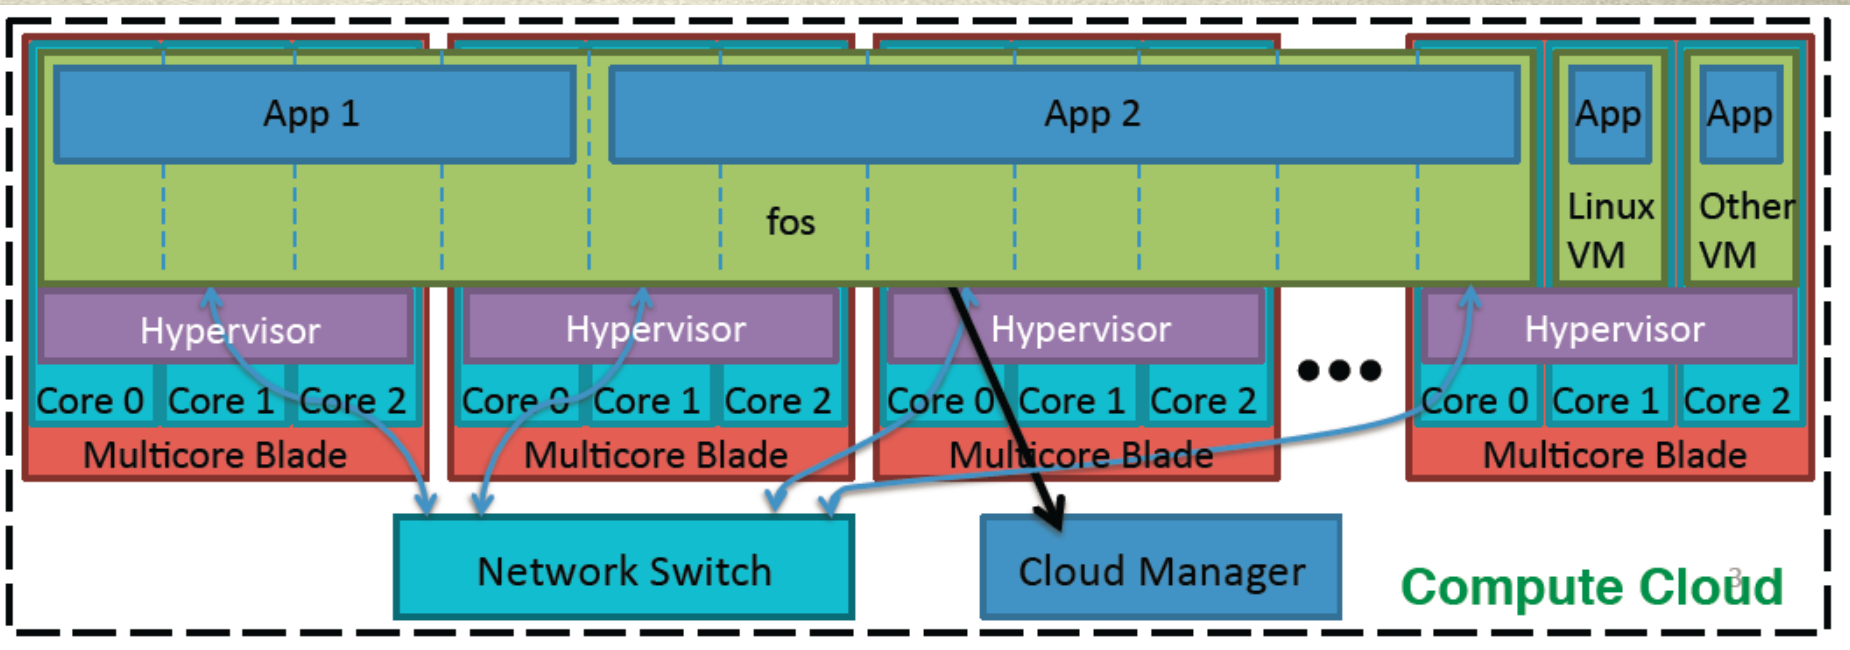 App 1
App 2
App
App
fos
Linux
VM
Other
VM
Hypervisor
Hypervisor
Hypervisor
Hypervisor
Core 0
Core 1
Core 2
Core 0
Core 1
Core 2
Core 0
Core 1
Core 2
Core 0
Core 1
Core 2
Multicore Blade
Multicore Blade
Multicore Blade
Multicore Blade
Network Switch
Cloud Manager
Compute Cloud
3